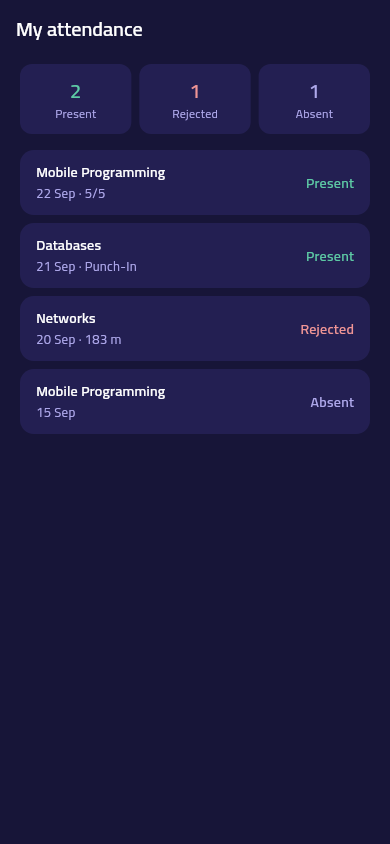 My attendance
2
Present
1
Rejected
1
Absent
Mobile Programming
22 Sep · 5/5
Present
Databases
21 Sep · Punch-In
Present
Networks
20 Sep · 183 m
Rejected
Mobile Programming
15 Sep
Absent